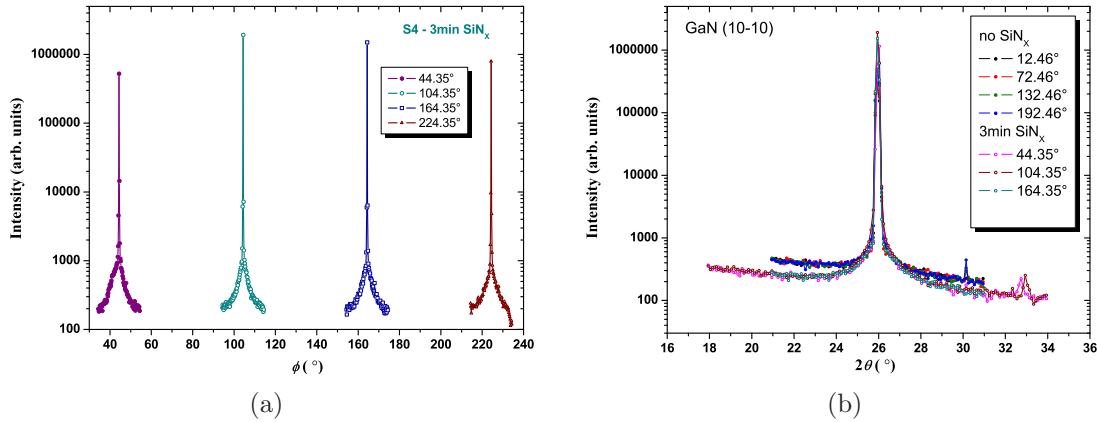 S4 - 3min SiNX
44.35°
104.35°
164.35°
224.35°
Intensity (arb. units)
1000000
100000
10000
1000
100
40 60 80 100 120 140 160 180 200 220 240
ϕ ( °)
(a)
GaN (10-10)
no SiNX
12.46°
72.46°
132.46°
192.46°
3min SiNX
44.35°
104.35°
164.35°
Intensity (arb. units)
1000000
100000
10000
1000
100
16 18 20 22 24 26 28 30 32 34 36
2θ ( °)
(b)